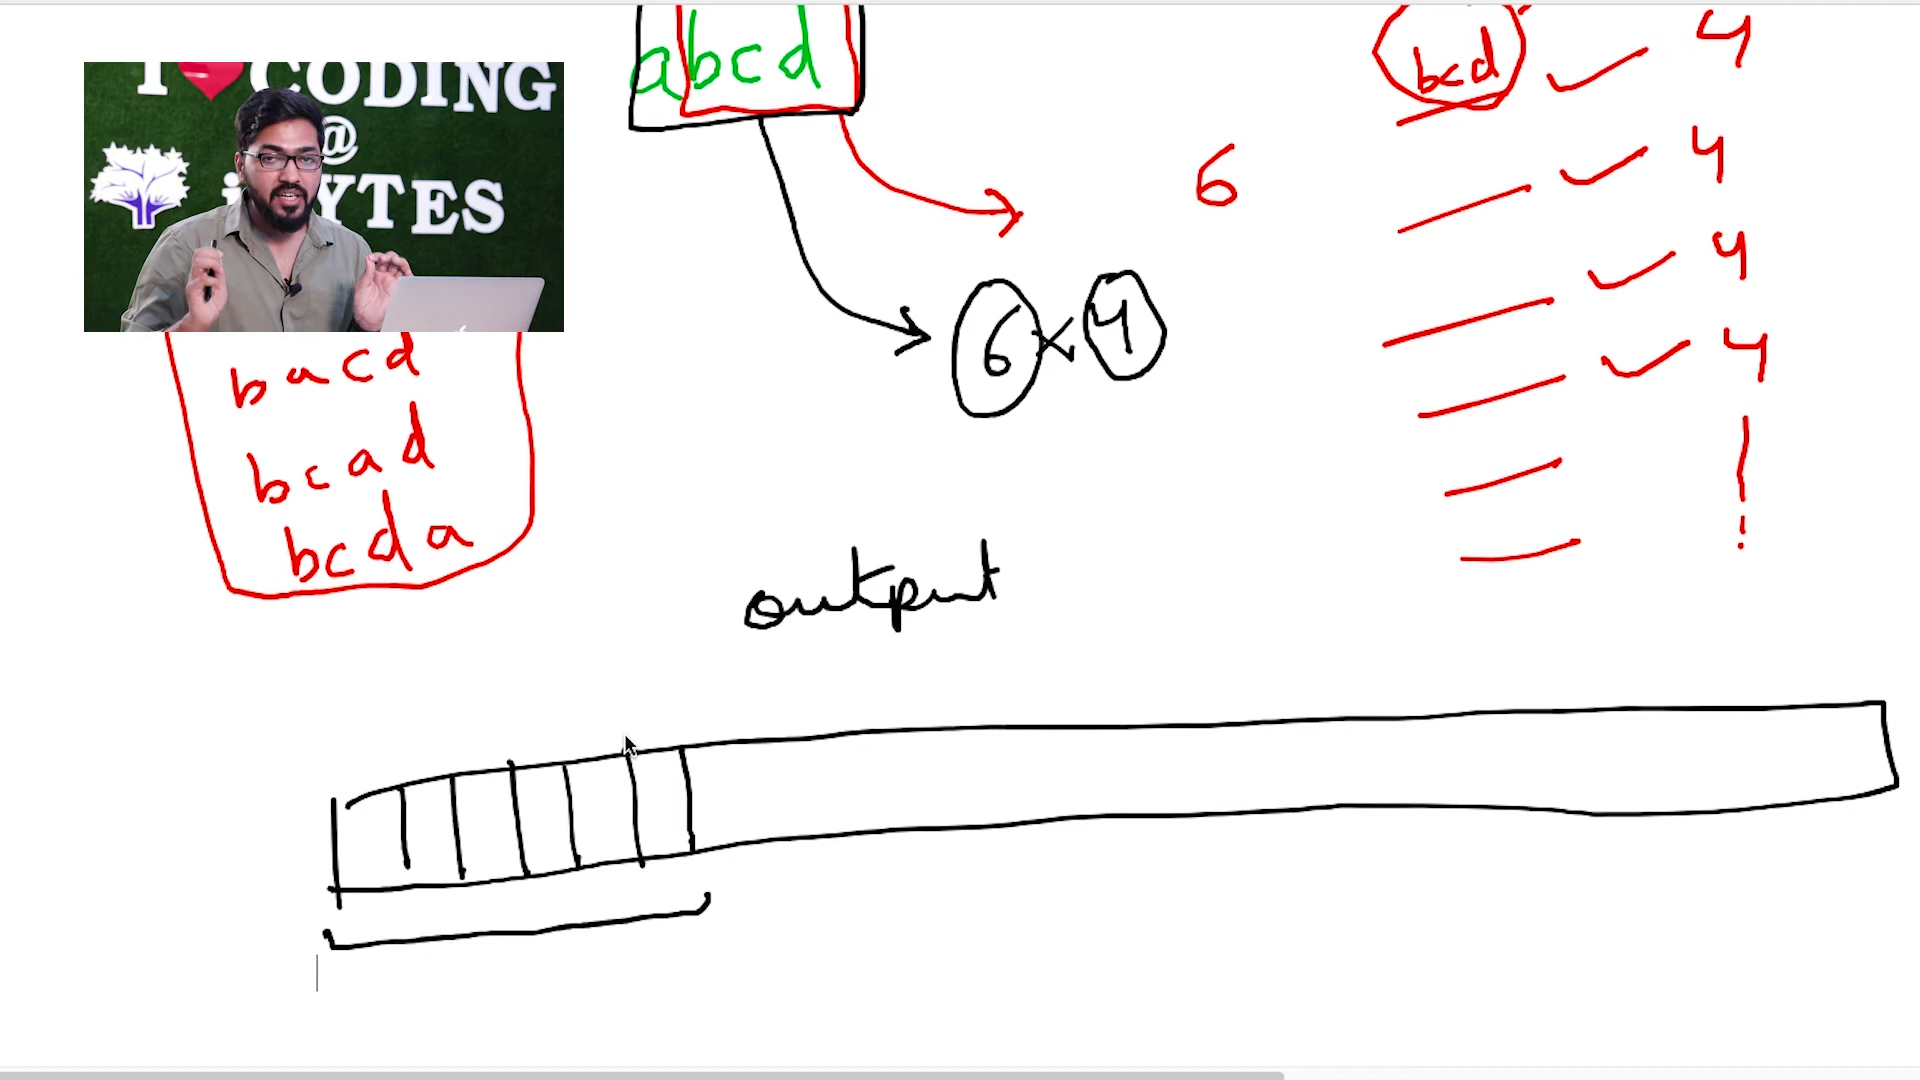 I ❤ CODING
@
YTES
abcd
bcd
4
6
4
4
4
6 x 4
bacd
bcad
bcda
output